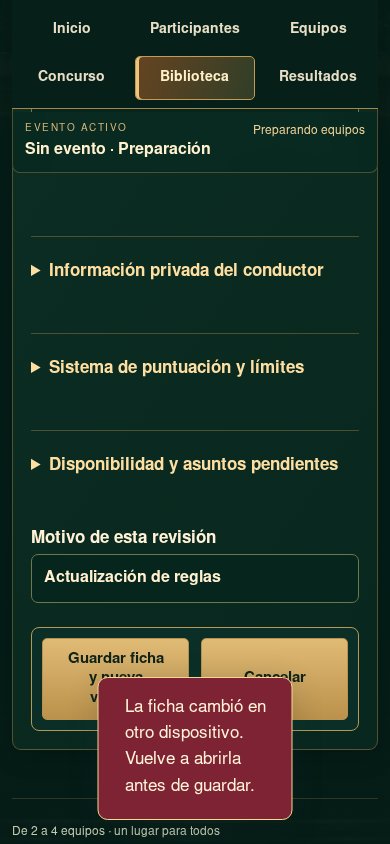 Inicio
Participantes
Equipos
Concurso
Biblioteca
Resultados
EVENTO ACTIVO
Sin evento · Preparación
Preparando equipos
Información privada del conductor
Sistema de puntuación y límites
Disponibilidad y asuntos pendientes
Motivo de esta revisión
Actualización de reglas
Guardar ficha
y nueva
Cancelar
La ficha cambió en
otro dispositivo.
Vuelve a abrirla
antes de guardar.
De 2 a 4 equipos · un lugar para todos